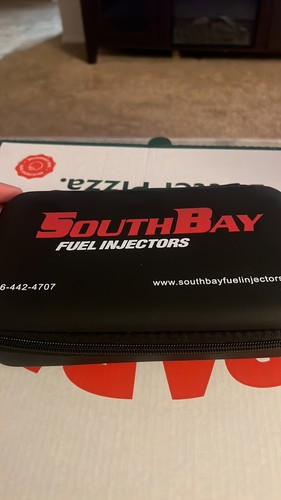 Pizza.
SOUTHBAY
FUEL INJECTORS
6-442-4707
www.southbayfuelinjectors